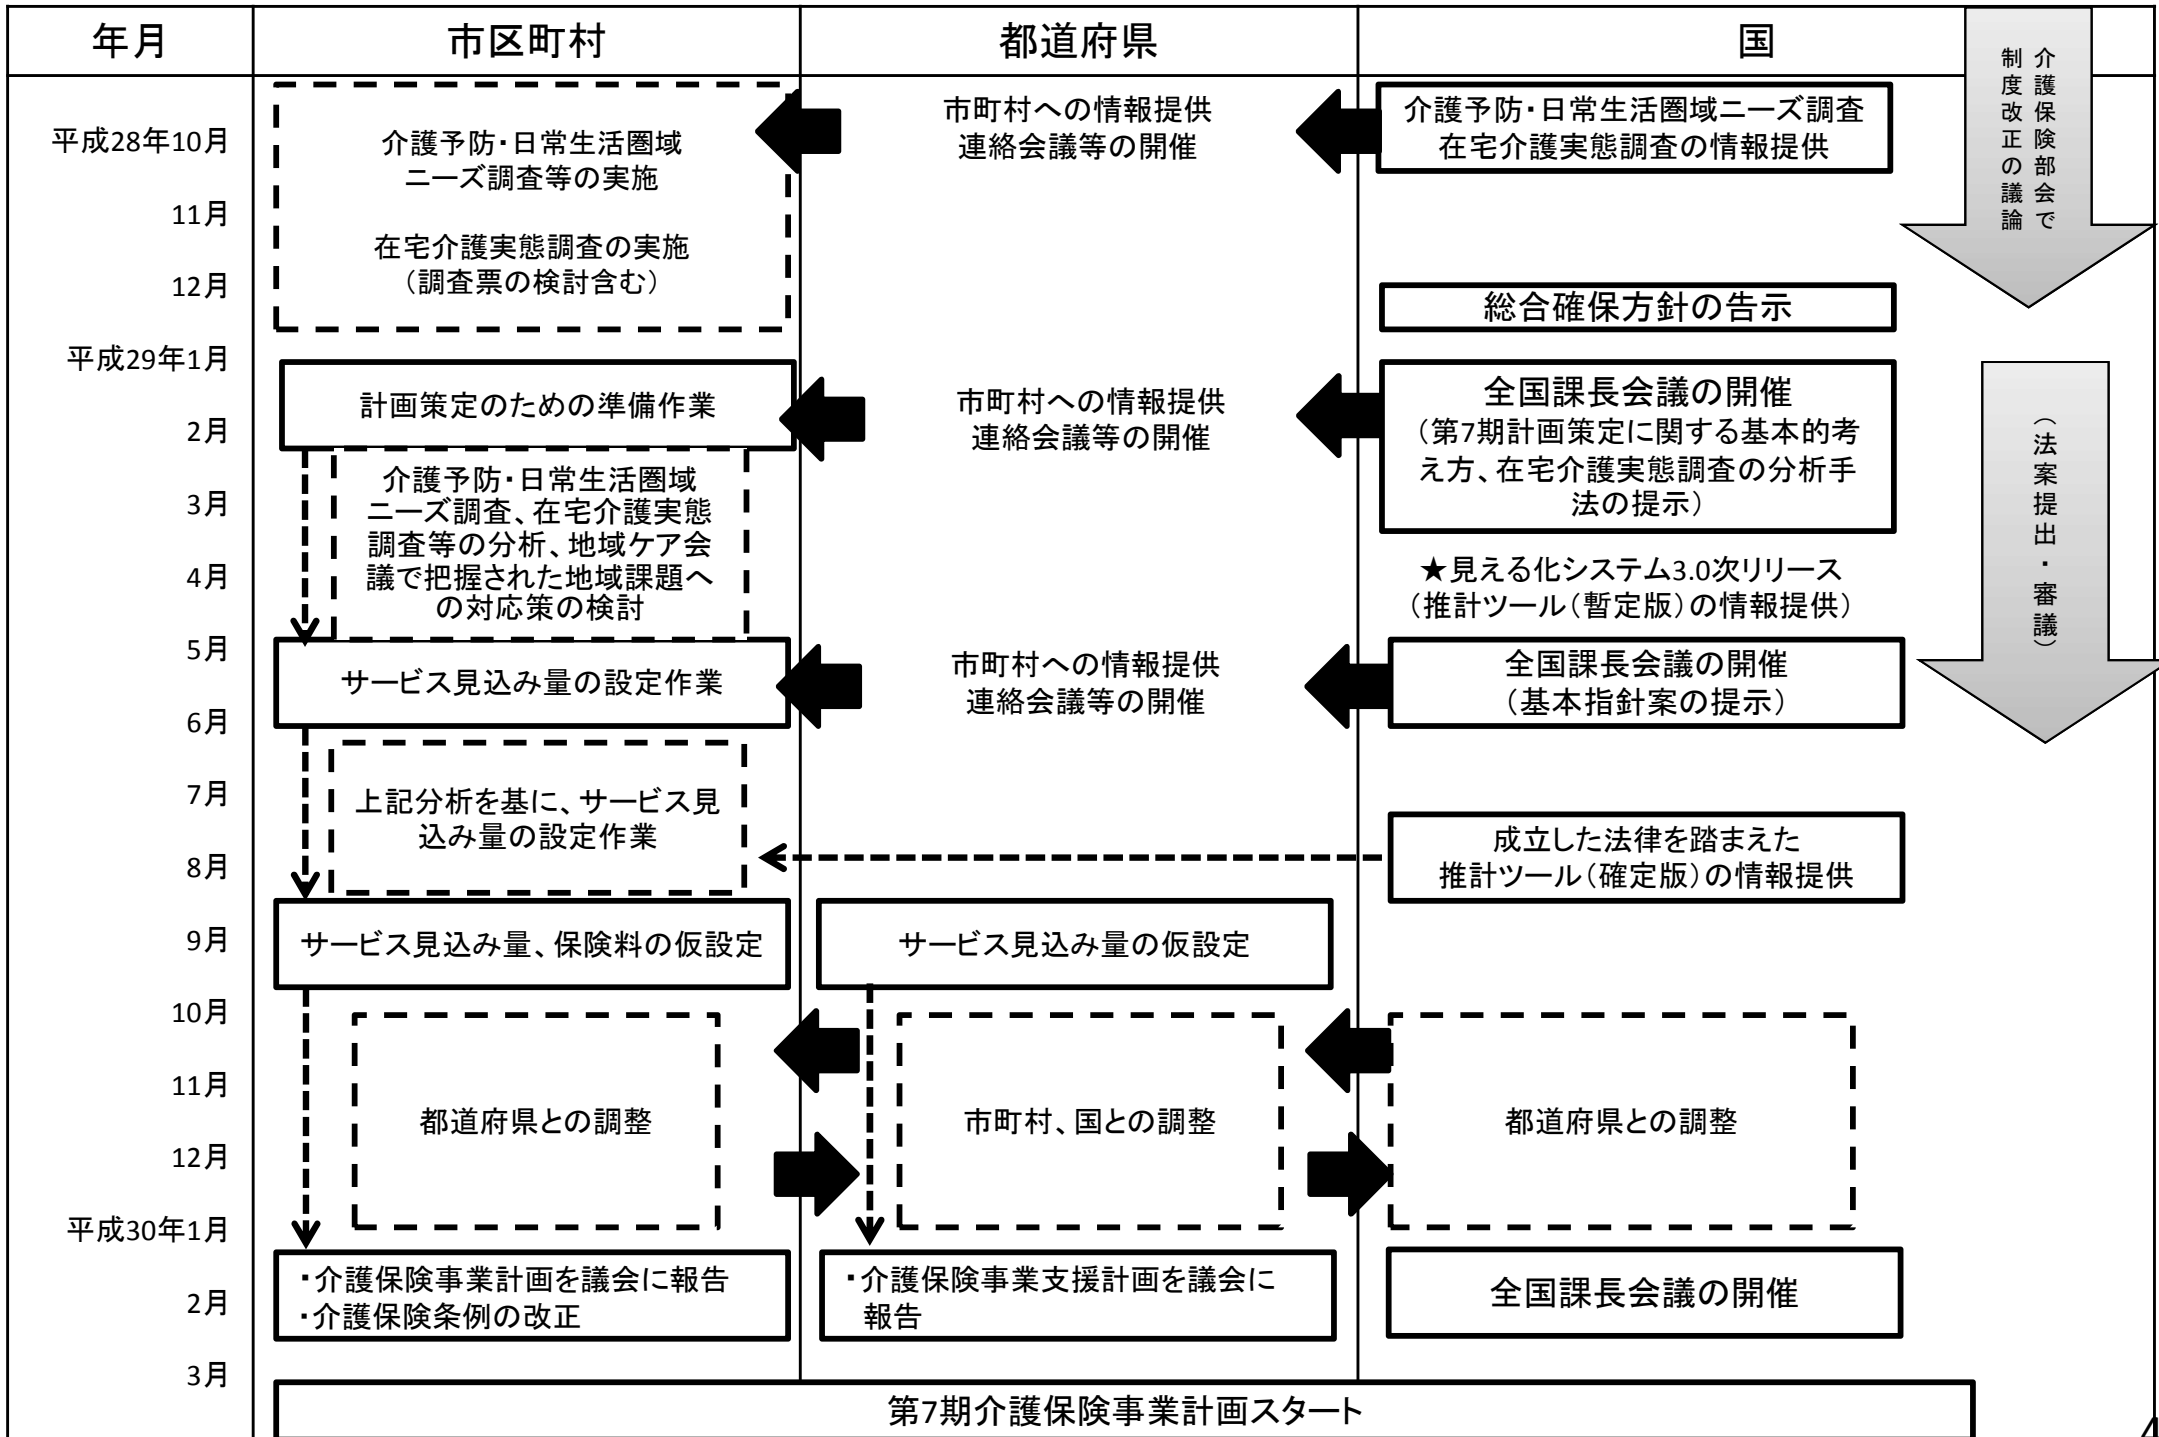 年月
市区町村
都道府県
国
介護保険部会で
制度改正の議論
平成28年10月
11月
12月
平成29年1月
2月
3月
4月
5月
6月
7月
8月
9月
10月
11月
12月
平成30年1月
2月
3月
介護予防・日常生活圏域
ニーズ調査等の実施
在宅介護実態調査の実施
（調査票の検討含む）
市町村への情報提供
連絡会議等の開催
介護予防・日常生活圏域ニーズ調査
在宅介護実態調査の情報提供
総合確保方針の告示
計画策定のための準備作業
市町村への情報提供
連絡会議等の開催
全国課長会議の開催
（第7期計画策定に関する基本的考
え方、在宅介護実態調査の分析手
法の提示）
（法案提出・審議）
介護予防・日常生活圏域
ニーズ調査、在宅介護実態
調査等の分析、地域ケア会
議で把握された地域課題へ
の対応策の検討
★見える化システム3.0次リリース
（推計ツール（暫定版）の情報提供）
サービス見込み量の設定作業
市町村への情報提供
連絡会議等の開催
全国課長会議の開催
（基本指針案の提示）
上記分析を基に、サービス見
込み量の設定作業
成立した法律を踏まえた
推計ツール（確定版）の情報提供
サービス見込み量、保険料の仮設定
サービス見込み量の仮設定
都道府県との調整
市町村、国との調整
都道府県との調整
・介護保険事業計画を議会に報告
・介護保険条例の改正
・介護保険事業支援計画を議会に
報告
全国課長会議の開催
第7期介護保険事業計画スタート
4